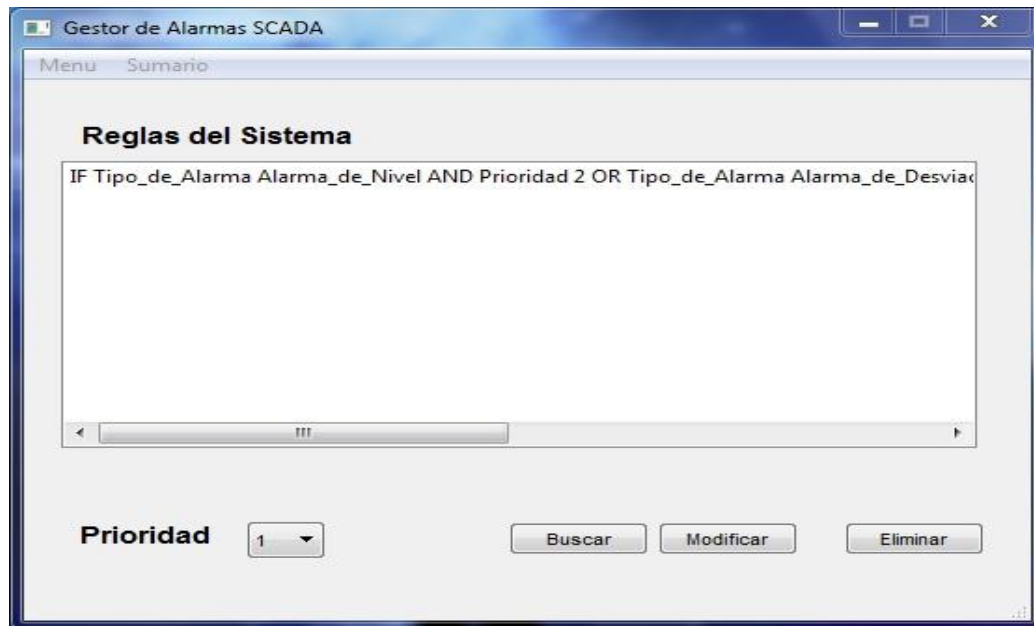 Gestor de Alarmas SCADA
Menu Sumario
Reglas del Sistema
IF Tipo_de_Alarma Alarma_de_Nivel AND Prioridad 2 OR Tipo_de_Alarma Alarma_de_Desviac
Prioridad 1 Buscar Modificar Eliminar